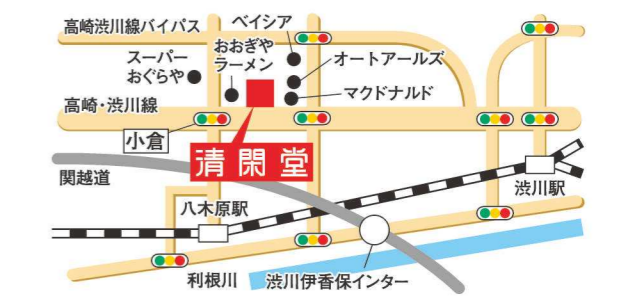 高崎渋川線バイパス
ベイシア
おおぎや
ラーメン
オートアールズ
スーパー
おぐらや
マクドナルド
高崎・渋川線
小倉
清閑堂
関越道
渋川駅
八木原駅
利根川
渋川伊香保インター